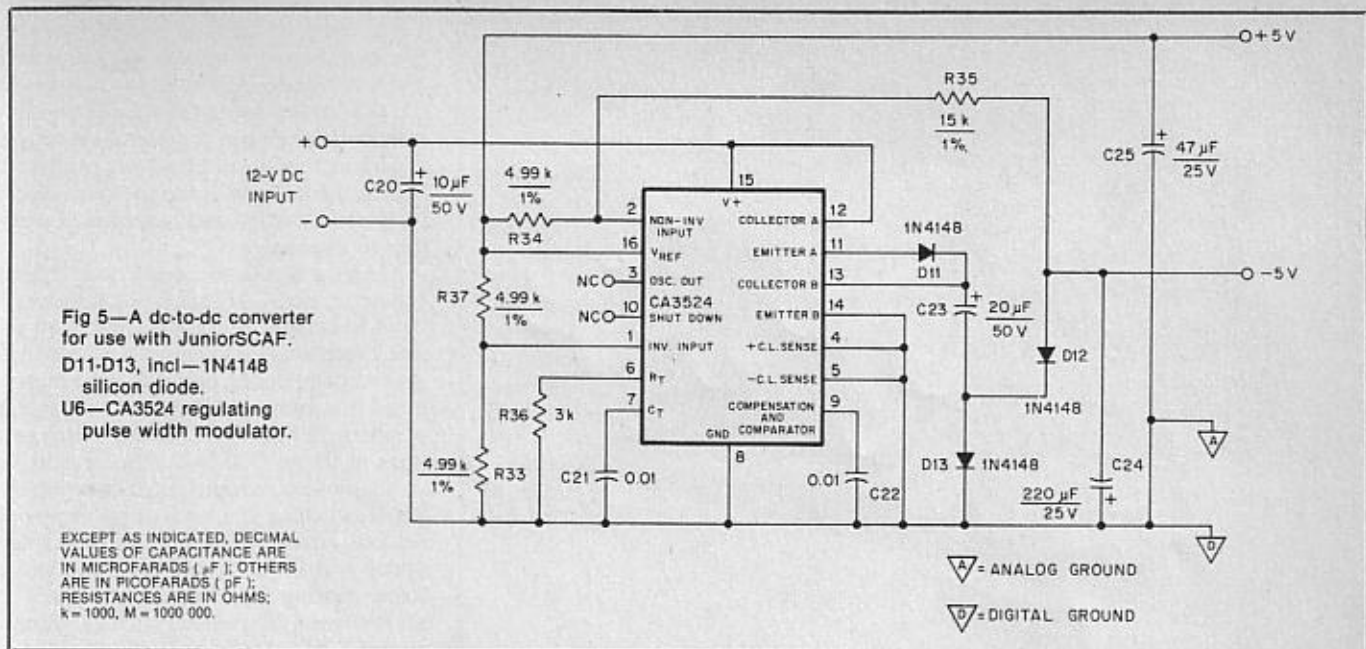 +5 V
R35
15 k
1%
C25
+
47 µF
25 V
+
12-V DC
INPUT
-
C20
+
10 µF
50 V
4.99 k
1%
R34
15
V+
2
NON-INV
INPUT
16
VREF
3
OSC. OUT
NC
CA3524
10
SHUT DOWN
NC
1
INV. INPUT
6
RT
7
CT
GND
8
COLLECTOR A
12
EMITTER A
11
COLLECTOR B
13
EMITTER B
14
+C.L. SENSE
4
-C.L. SENSE
5
COMPENSATION
AND
COMPARATOR
9
1N4148
D11
C23
+
20 µF
50 V
-5 V
D12
1N4148
R37
4.99 k
1%
R36
3 k
4.99 k
1%
R33
C21
0.01
0.01
C22
D13
1N4148
C24
220 µF
25 V
+
A
D
Fig 5—A dc-to-dc converter
for use with JuniorSCAF.
D11-D13, incl—1N4148
silicon diode.
U6—CA3524 regulating
pulse width modulator.
EXCEPT AS INDICATED, DECIMAL
VALUES OF CAPACITANCE ARE
IN MICROFARADS ( µF ); OTHERS
ARE IN PICOFARADS ( pF );
RESISTANCES ARE IN OHMS;
k = 1000, M = 1000 000.
A = ANALOG GROUND
D = DIGITAL GROUND